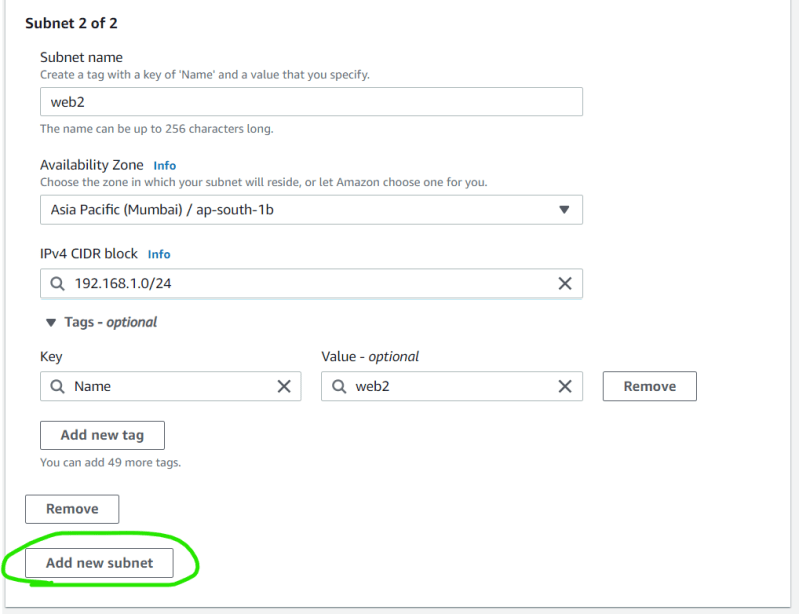 Subnet 2 of 2
Subnet name
Create a tag with a key of 'Name' and a value that you specify.
web2
The name can be up to 256 characters long.
Availability Zone Info
Choose the zone in which your subnet will reside, or let Amazon choose one for you.
Asia Pacific (Mumbai) / ap-south-1b
IPv4 CIDR block Info
192.168.1.0/24
Tags - optional
Key Value - optional
Name web2 Remove
Add new tag
You can add 49 more tags.
Remove
Add new subnet